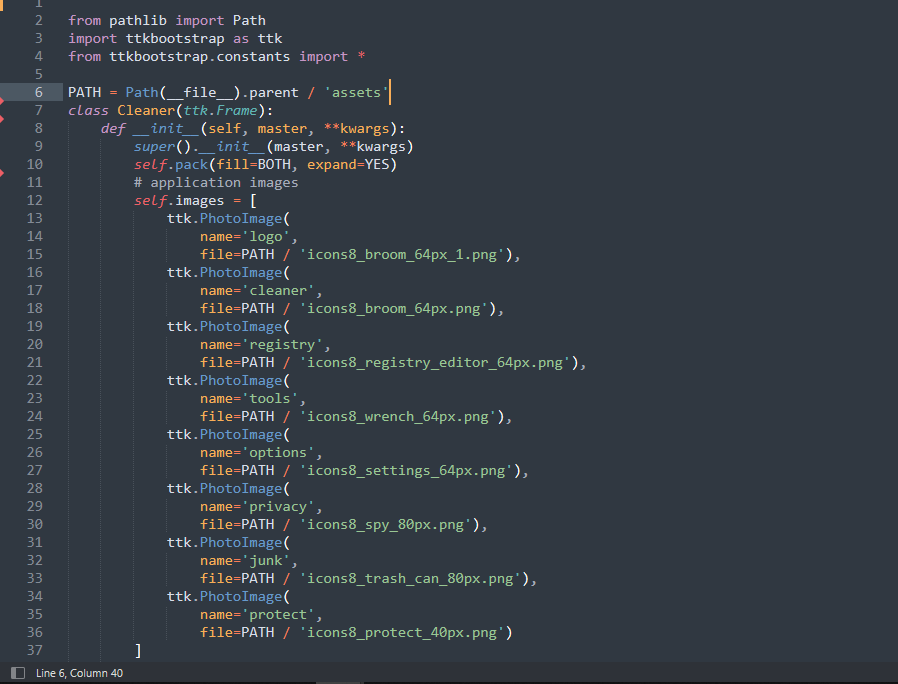 1
2 from pathlib import Path
3 import ttkbootstrap as ttk
4 from ttkbootstrap.constants import *
5
6 PATH = Path(__file__).parent / 'assets'
7 class Cleaner(ttk.Frame):
8     def __init__(self, master, **kwargs):
9         super().__init__(master, **kwargs)
10         self.pack(fill=BOTH, expand=YES)
11         # application images
12         self.images = [
13             ttk.PhotoImage(
14                 name='logo',
15                 file=PATH / 'icons8_broom_64px_1.png'),
16             ttk.PhotoImage(
17                 name='cleaner',
18                 file=PATH / 'icons8_broom_64px.png'),
19             ttk.PhotoImage(
20                 name='registry',
21                 file=PATH / 'icons8_registry_editor_64px.png'),
22             ttk.PhotoImage(
23                 name='tools',
24                 file=PATH / 'icons8_wrench_64px.png'),
25             ttk.PhotoImage(
26                 name='options',
27                 file=PATH / 'icons8_settings_64px.png'),
28             ttk.PhotoImage(
29                 name='privacy',
30                 file=PATH / 'icons8_spy_80px.png'),
31             ttk.PhotoImage(
32                 name='junk',
33                 file=PATH / 'icons8_trash_can_80px.png'),
34             ttk.PhotoImage(
35                 name='protect',
36                 file=PATH / 'icons8_protect_40px.png')
37         ]
Line 6, Column 40